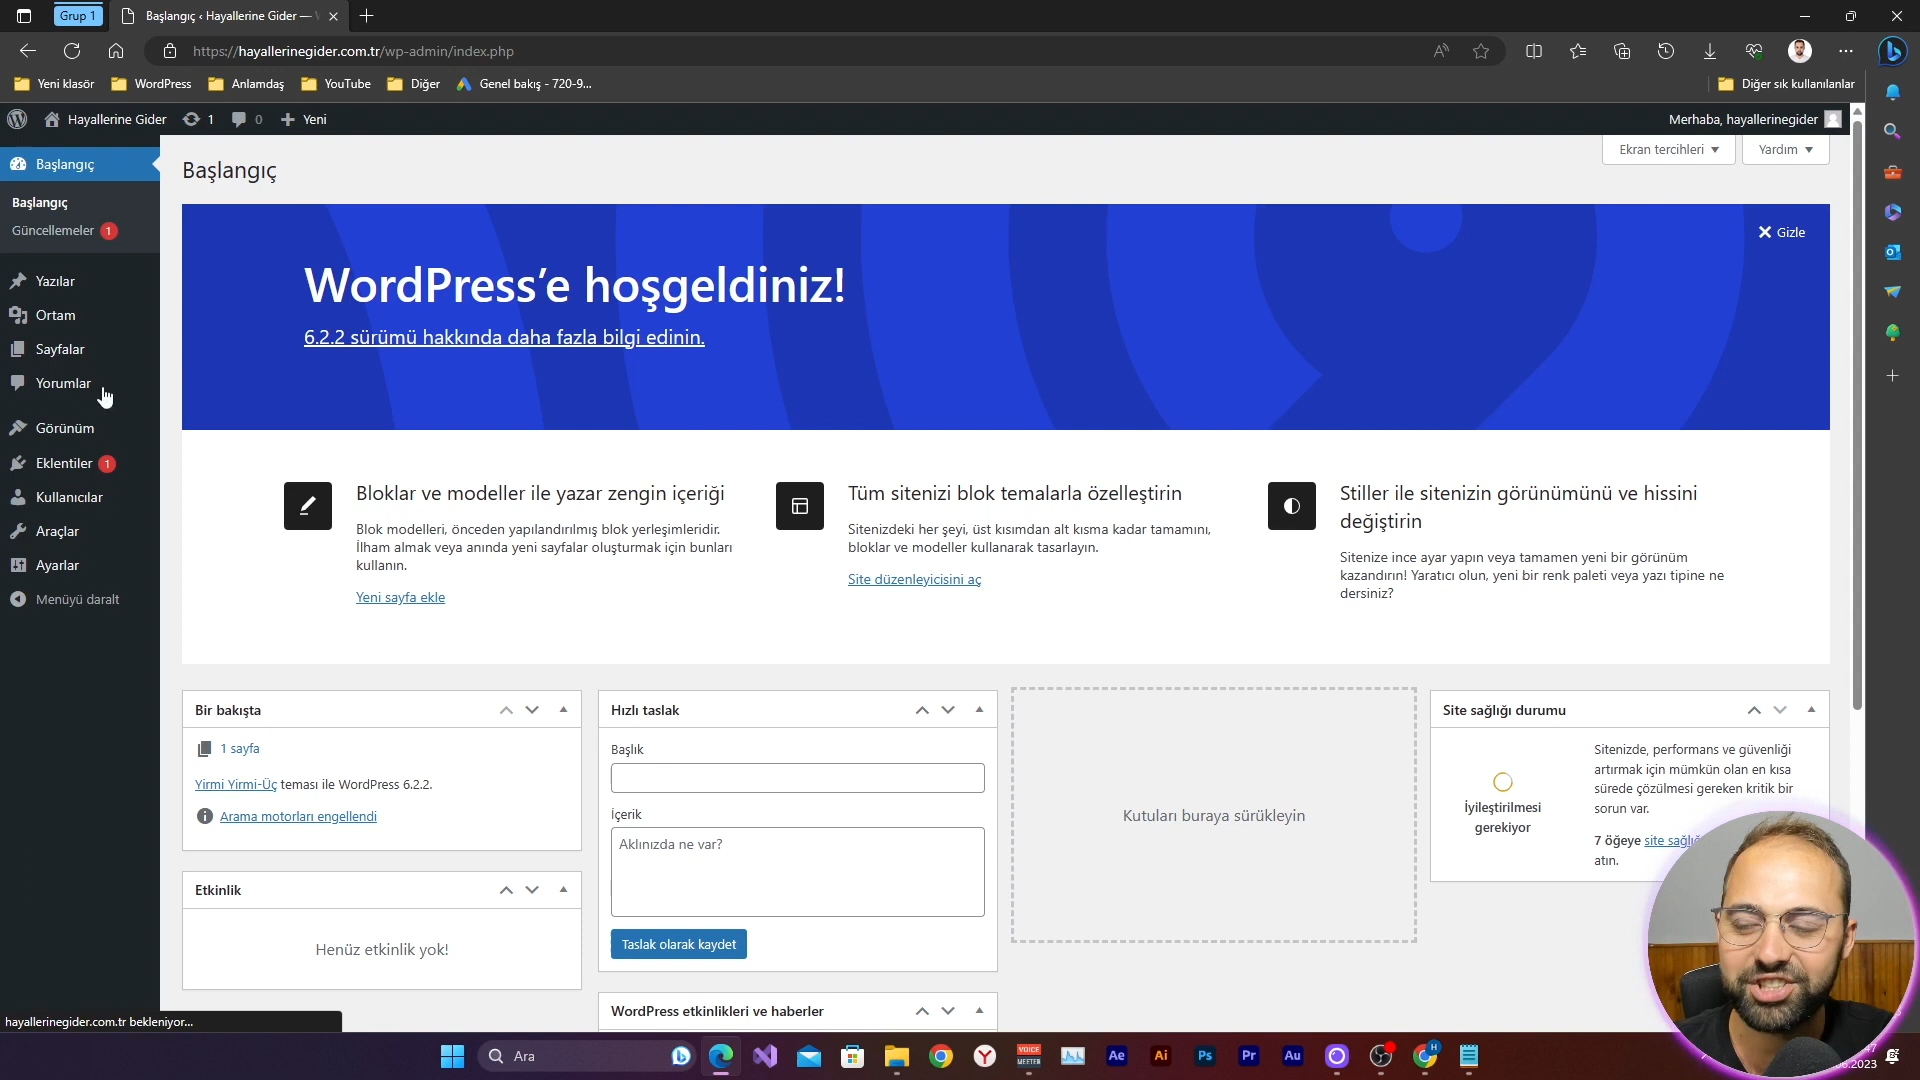 Grup 1
Başlangıç ‹ Hayallerine Gider —
https://hayallerinegider.com.tr/wp-admin/index.php
Yeni klasör
WordPress
Anlamdaş
YouTube
Diğer
Genel bakış - 720-9...
Diğer sık kullanılanlar
Hayallerine Gider
1
0
Yeni
Merhaba, hayallerinegider
Başlangıç
Başlangıç
Güncellemeler 1
Yazılar
Ortam
Sayfalar
Yorumlar
Görünüm
Eklentiler 1
Kullanıcılar
Araçlar
Ayarlar
Menüyü daralt
Ekran tercihleri
Yardım
Başlangıç
Gizle
WordPress’e hoşgeldiniz!
6.2.2 sürümü hakkında daha fazla bilgi edinin.
Bloklar ve modeller ile yazar zengin içeriği
Blok modelleri, önceden yapılandırılmış blok yerleşimleridir.
İlham almak veya anında yeni sayfalar oluşturmak için bunları
kullanın.
Yeni sayfa ekle
Tüm sitenizi blok temalarla özelleştirin
Sitenizdeki her şeyi, üst kısımdan alt kısma kadar tamamını,
bloklar ve modeller kullanarak tasarlayın.
Site düzenleyicisini aç
Stiller ile sitenizin görünümünü ve hissini
değiştirin
Sitenize ince ayar yapın veya tamamen yeni bir görünüm
kazandırın! Yaratıcı olun, yeni bir renk paleti veya yazı tipine ne
dersiniz?
Bir bakışta
1 sayfa
Yirmi Yirmi-Üç teması ile WordPress 6.2.2.
Arama motorları engellendi
Etkinlik
Henüz etkinlik yok!
Hızlı taslak
Başlık
İçerik
Aklınızda ne var?
Taslak olarak kaydet
WordPress etkinlikleri ve haberler
Kutuları buraya sürükleyin
Site sağlığı durumu
İyileştirilmesi
gerekiyor
Sitenizde, performans ve güvenliği
artırmak için mümkün olan en kısa
sürede çözülmesi gereken kritik bir
sorun var.
7 öğeye site
atın.
hayallerinegider.com.tr bekleniyor...
Ara
VOICE
MEETER
Ae
Ai
Ps
Pr
Au
H